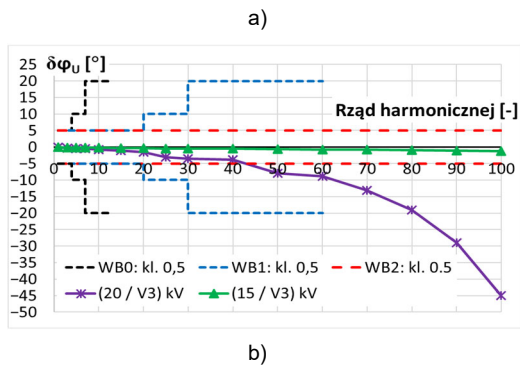 a)
δφU [°]
25
20
15
10
5
0
−5
−10
−15
−20
−25
−30
−35
−40
−45
−50
Rząd harmonicznej [-]
0 10 20 30 40 50 60 70 80 90 100
WB0: kl. 0,5 WB1: kl. 0,5 WB2: kl. 0.5
(20 / V3) kV (15 / V3) kV
b)